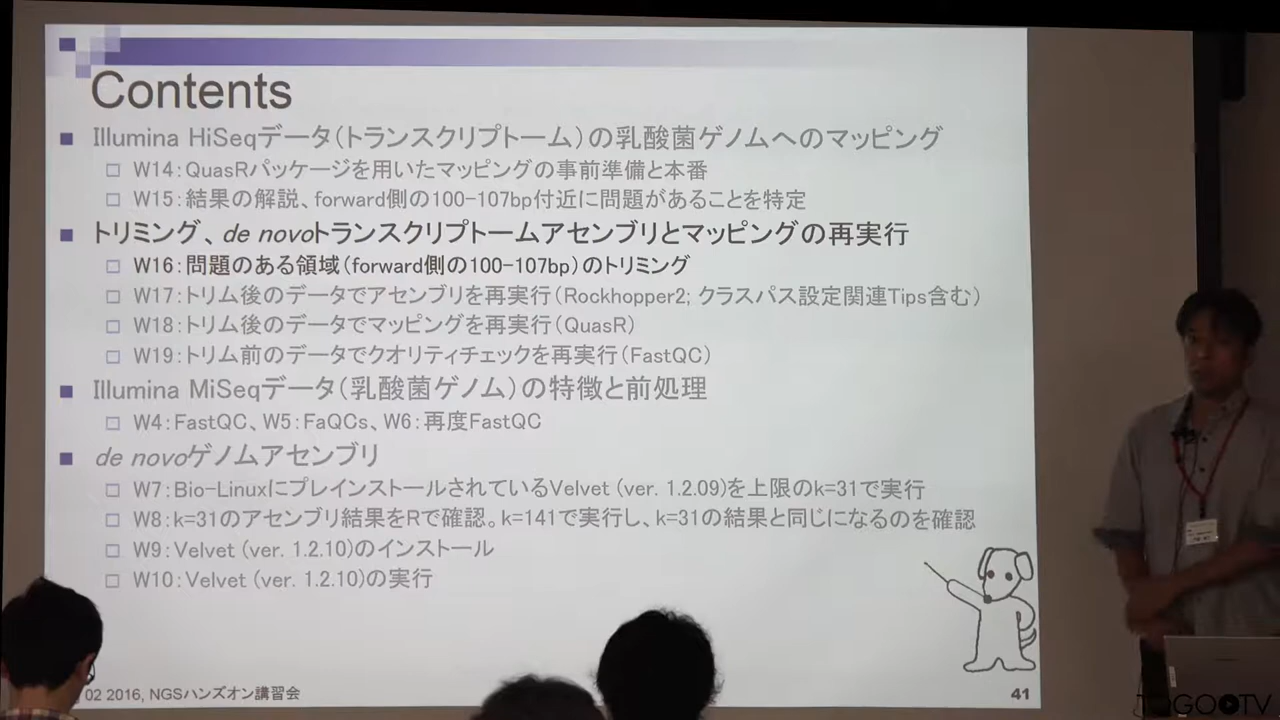 Contents
Illumina HiSeqデータ(トランスクリプトーム)の乳酸菌ゲノムへのマッピング
W14:QuasRパッケージを用いたマッピングの事前準備と本番
W15:結果の解説、forward側の100-107bp付近に問題があることを特定
トリミング、de novoトランスクリプトームアセンブリとマッピングの再実行
W16:問題のある領域(forward側の100-107bp)のトリミング
W17:トリム後のデータでアセンブリを再実行(Rockhopper2; クラスパス設定関連Tips含む)
W18:トリム後のデータでマッピングを再実行(QuasR)
W19:トリム前のデータでクオリティチェックを再実行(FastQC)
Illumina MiSeqデータ(乳酸菌ゲノム)の特徴と前処理
W4:FastQC、W5:FaQCs、W6:再度FastQC
de novoゲノムアセンブリ
W7:Bio-LinuxにプレインストールされているVelvet (ver. 1.2.09)を上限のk=31で実行
W8:k=31のアセンブリ結果をRで確認。k=141で実行し、k=31の結果と同じになるのを確認
W9:Velvet (ver. 1.2.10)のインストール
W10:Velvet (ver. 1.2.10)の実行
02 2016, NGSハンズオン講習会
41
TOGOTV